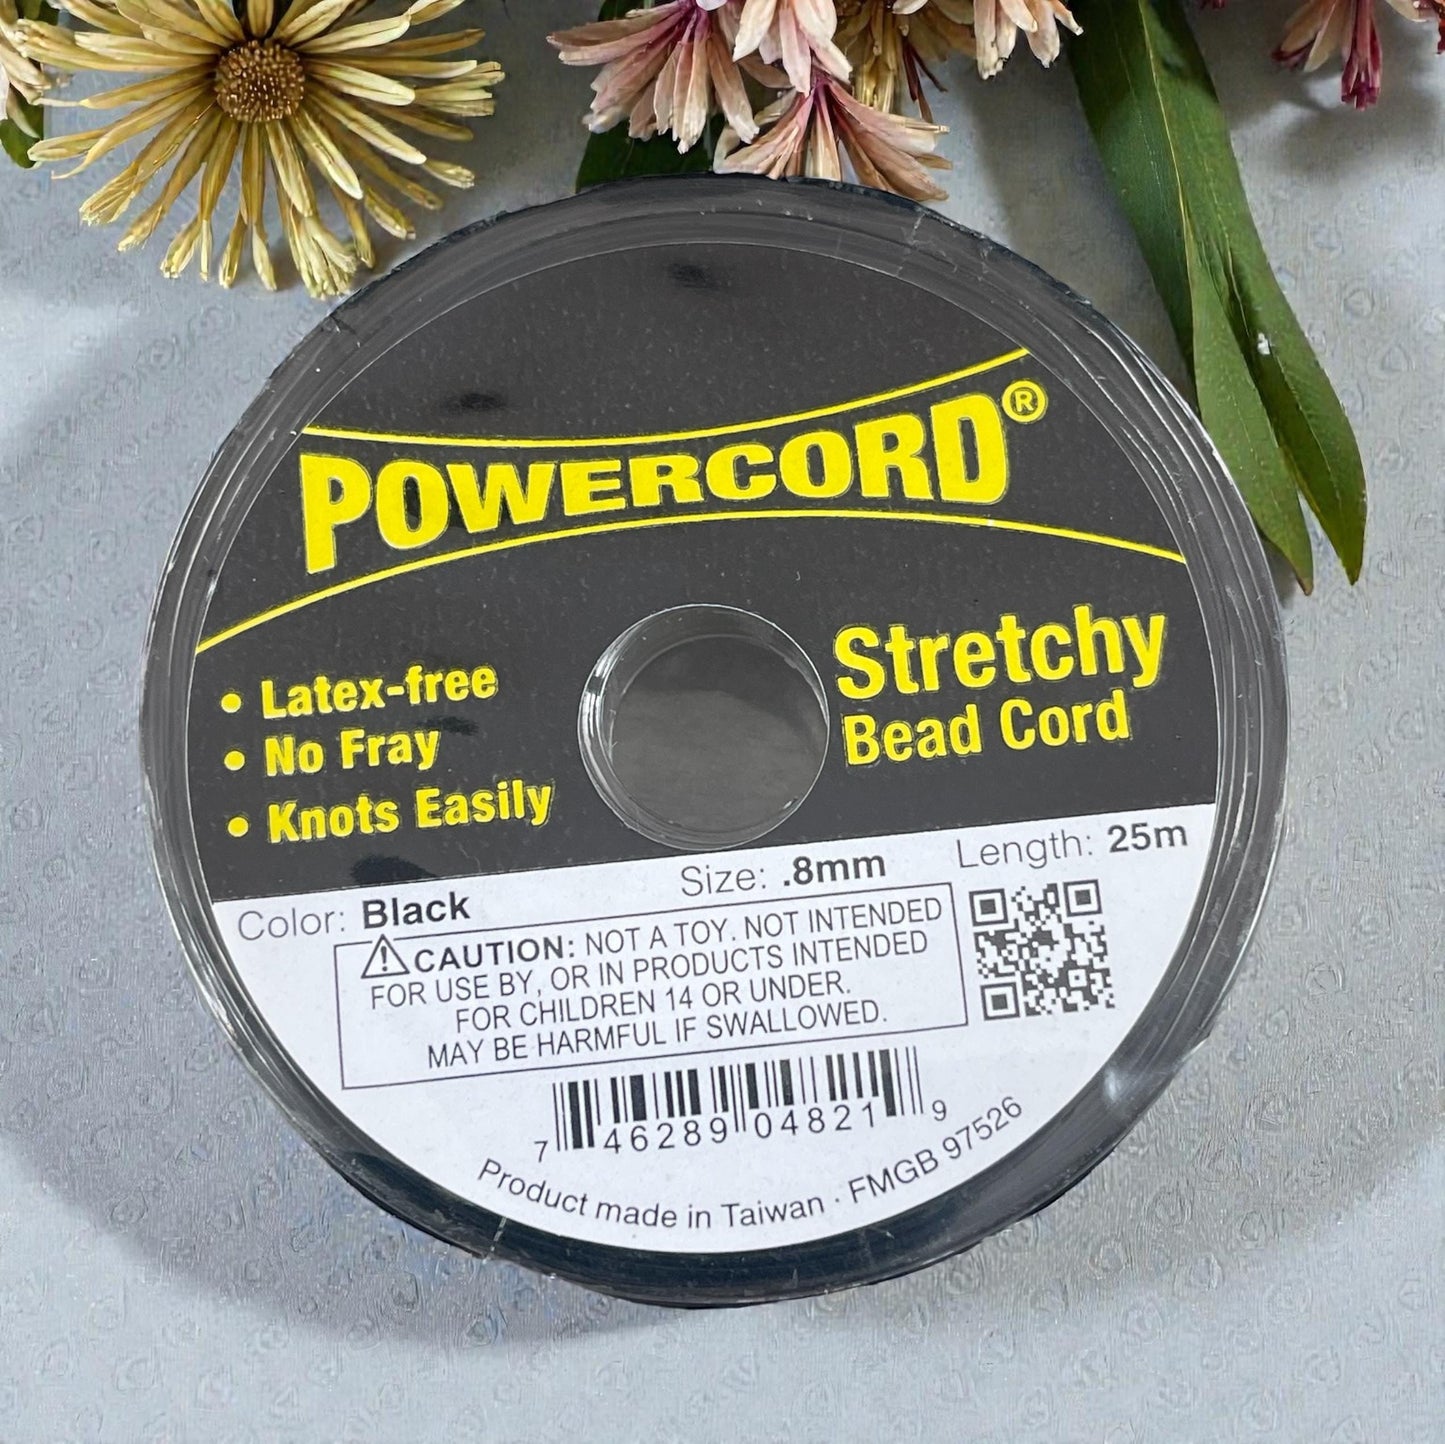 POWERCORD®
• Latex-free
• No Fray
• Knots Easily
Stretchy
Bead Cord
Color: Black
Size: .8mm
Length: 25m
⚠CAUTION: NOT A TOY. NOT INTENDED
FOR USE BY, OR IN PRODUCTS INTENDED
FOR CHILDREN 14 OR UNDER.
MAY BE HARMFUL IF SWALLOWED.
7 46289 04821 9
Product made in Taiwan · FMGB 97526